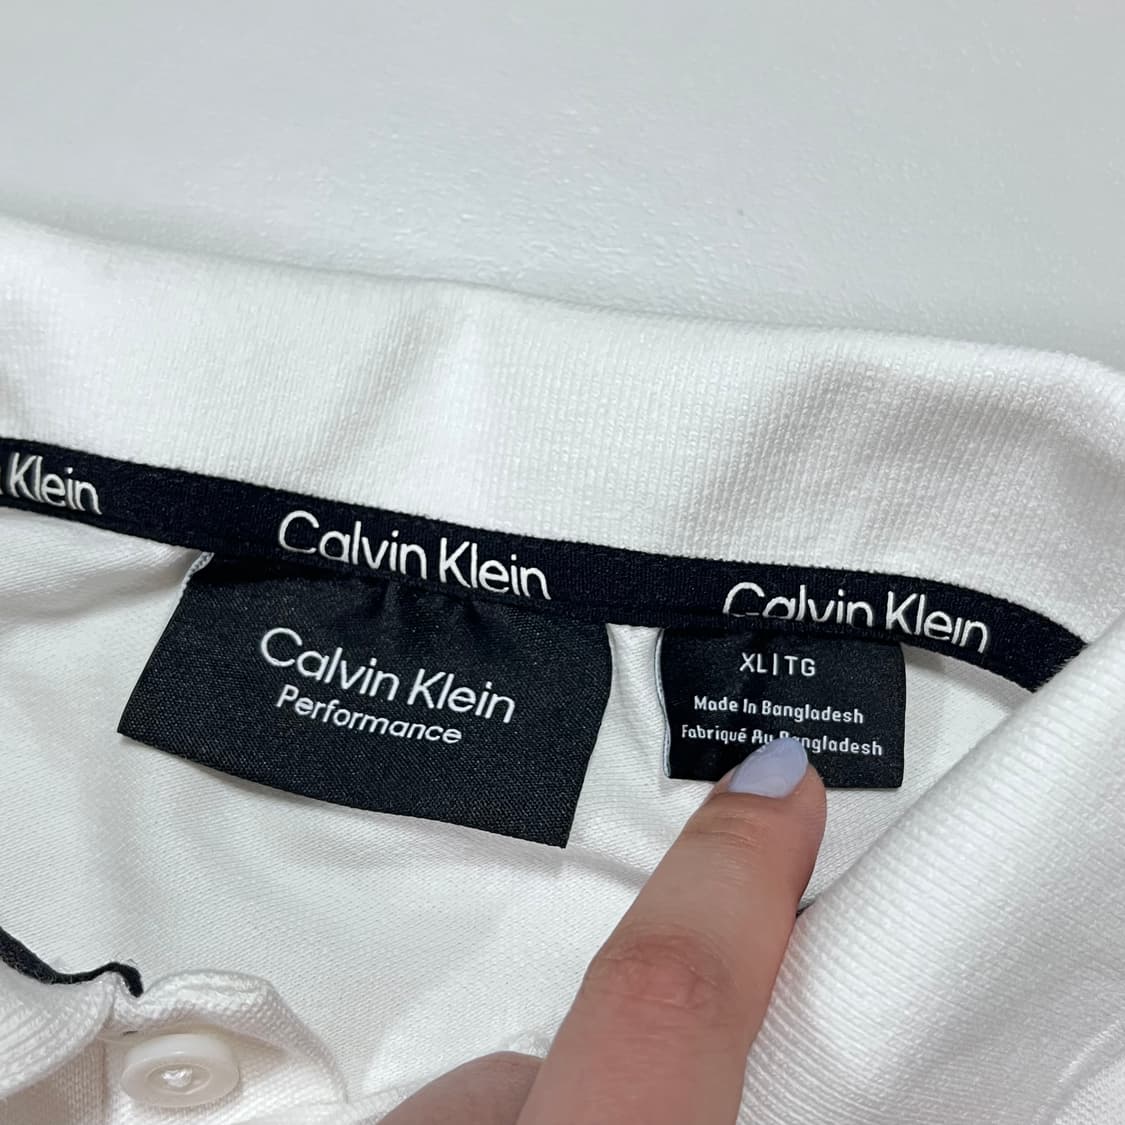 Klein
Calvin Klein
Calvin Klein
Calvin Klein
Performance
XL|TG
Made In Bangladesh
Fabriqué Au Bangladesh